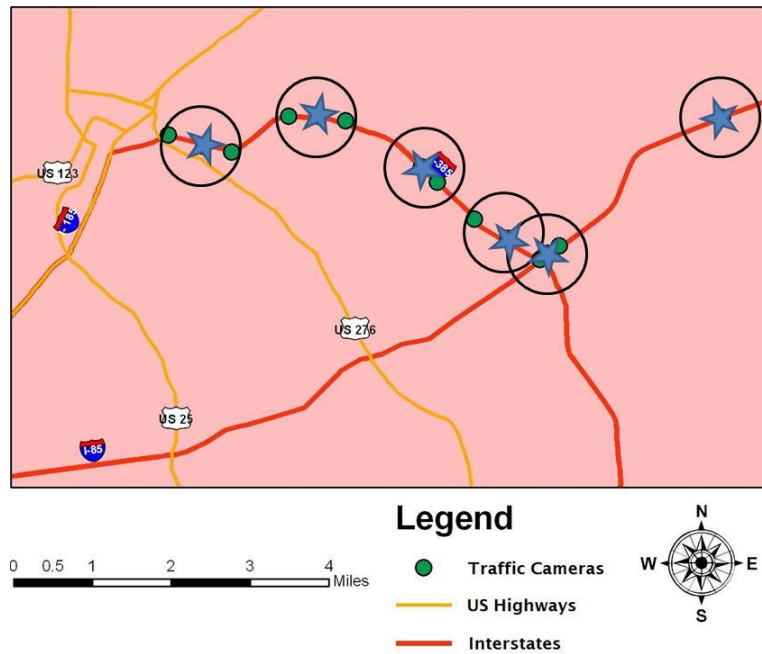 US 123
I-185
-385
US 276
US 25
I-85
Legend
Traffic Cameras
US Highways
Interstates
N
W E
S
0 0.5 1 2 3 4
Miles